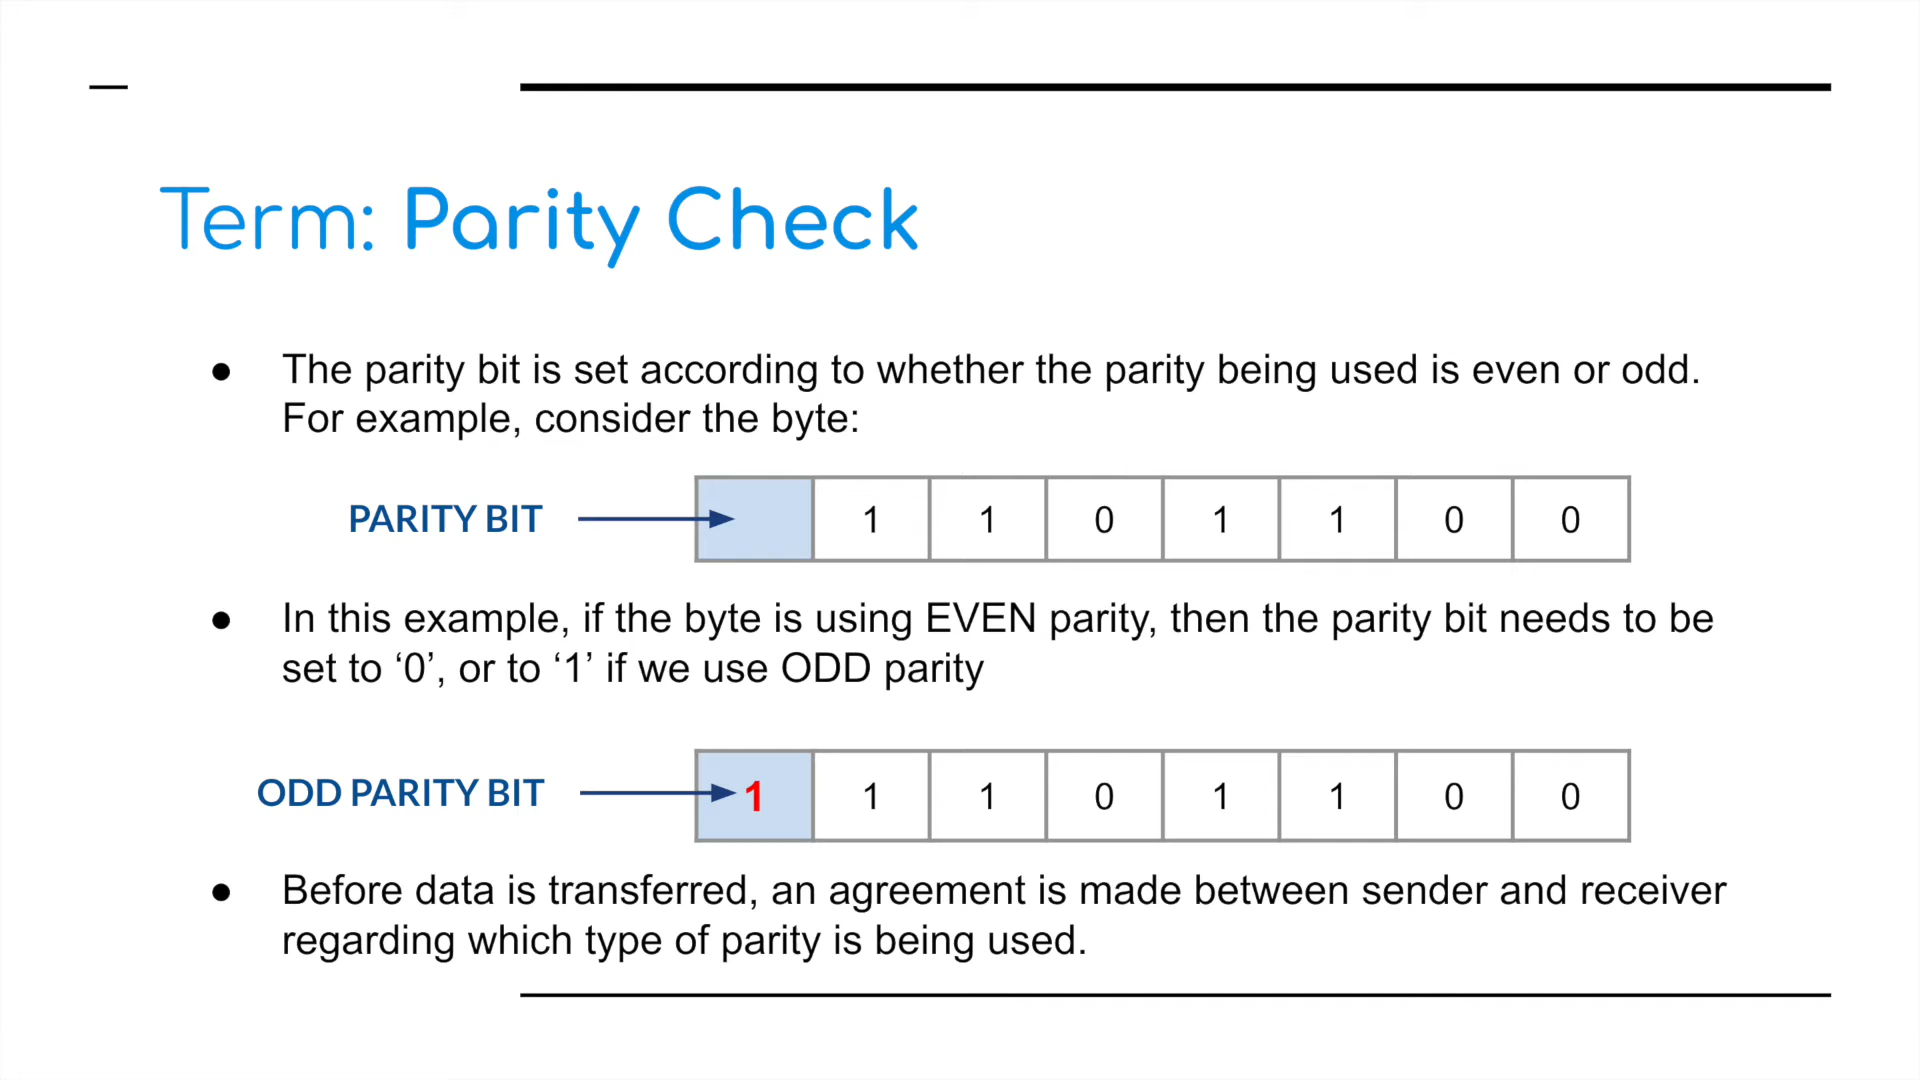 Term: Parity Check
● The parity bit is set according to whether the parity being used is even or odd.
For example, consider the byte:
PARITY BIT 1 1 0 1 1 0 0
● In this example, if the byte is using EVEN parity, then the parity bit needs to be
set to ‘0’, or to ‘1’ if we use ODD parity
ODD PARITY BIT 1 1 1 0 1 1 0 0
● Before data is transferred, an agreement is made between sender and receiver
regarding which type of parity is being used.